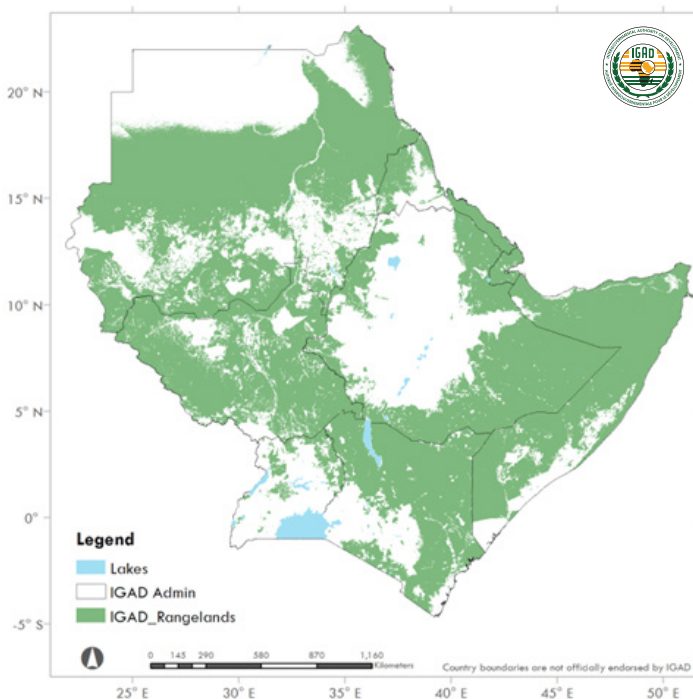 IGAD
20° N
15° N
10° N
5° N
0°
-5° S
Legend
Lakes
IGAD Admin
IGAD_Rangelands
0 145 290 580 870 1,160
Kilometers
Country boundaries are not officially endorsed by IGAD
25° E 30° E 35° E 40° E 45° E 50° E